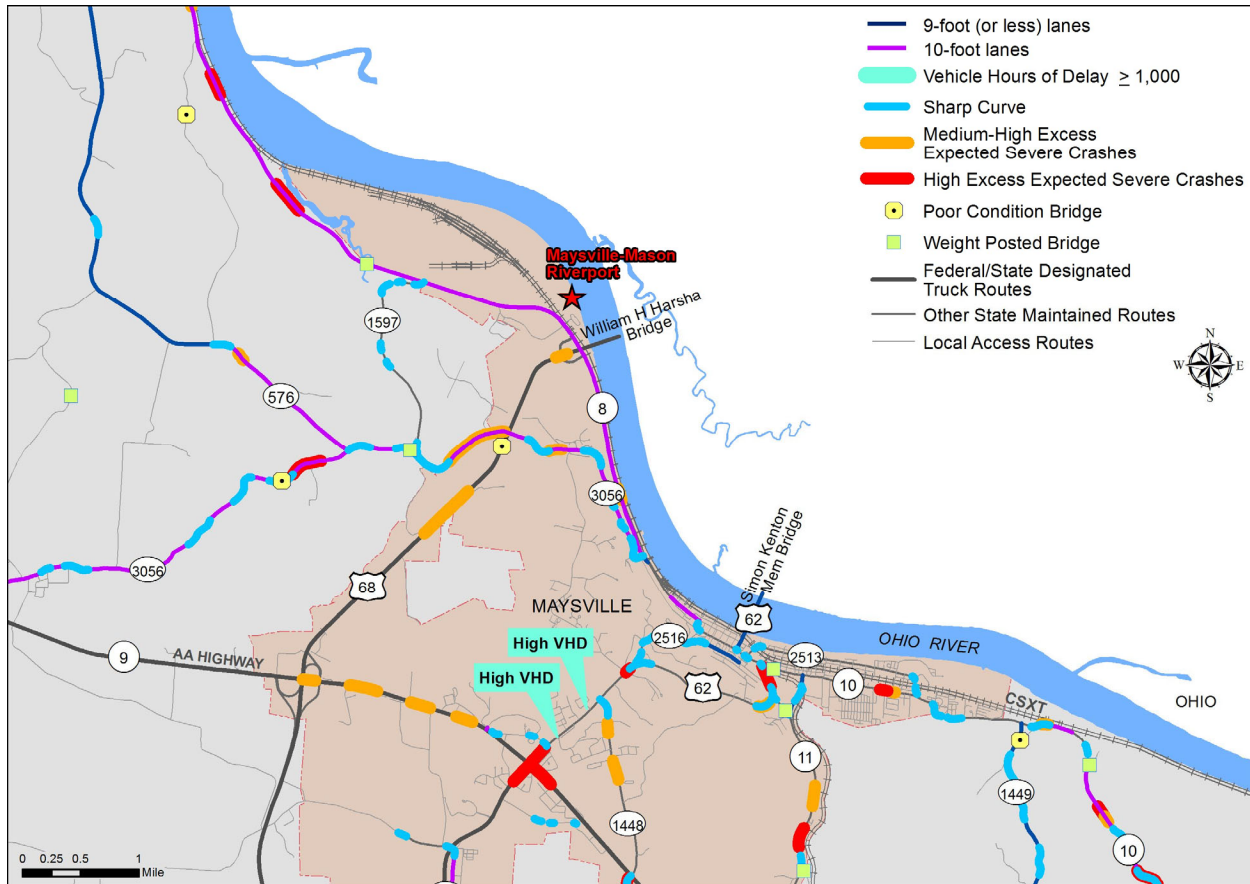 9-foot (or less) lanes
10-foot lanes
Vehicle Hours of Delay ≥ 1,000
Sharp Curve
Medium-High Excess
Expected Severe Crashes
High Excess Expected Severe Crashes
Poor Condition Bridge
Weight Posted Bridge
Federal/State Designated
Truck Routes
Other State Maintained Routes
Local Access Routes
N
W E
S
Maysville-Mason
Riverport
William H Harsha
Bridge
1597
576
8
3056
3056
68
Simon Kenton
Mem Bridge
62
MAYSVILLE
OHIO RIVER
2516
2513
High VHD
High VHD
62
10
9
AA HIGHWAY
CSXT
OHIO
11
1449
1448
10
0 0.25 0.5 1
Mile